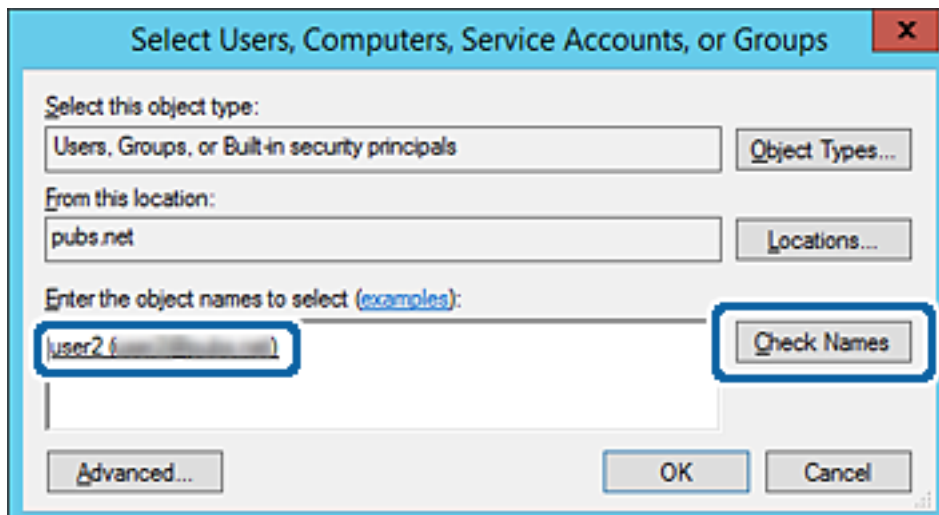 Select Users, Computers, Service Accounts, or Groups
x
Select this object type:
Users, Groups, or Built-in security principals
Object Types...
From this location:
pubs.net
Locations...
Enter the object names to select (examples):
user2 (
)
Check Names
Advanced...
OK
Cancel